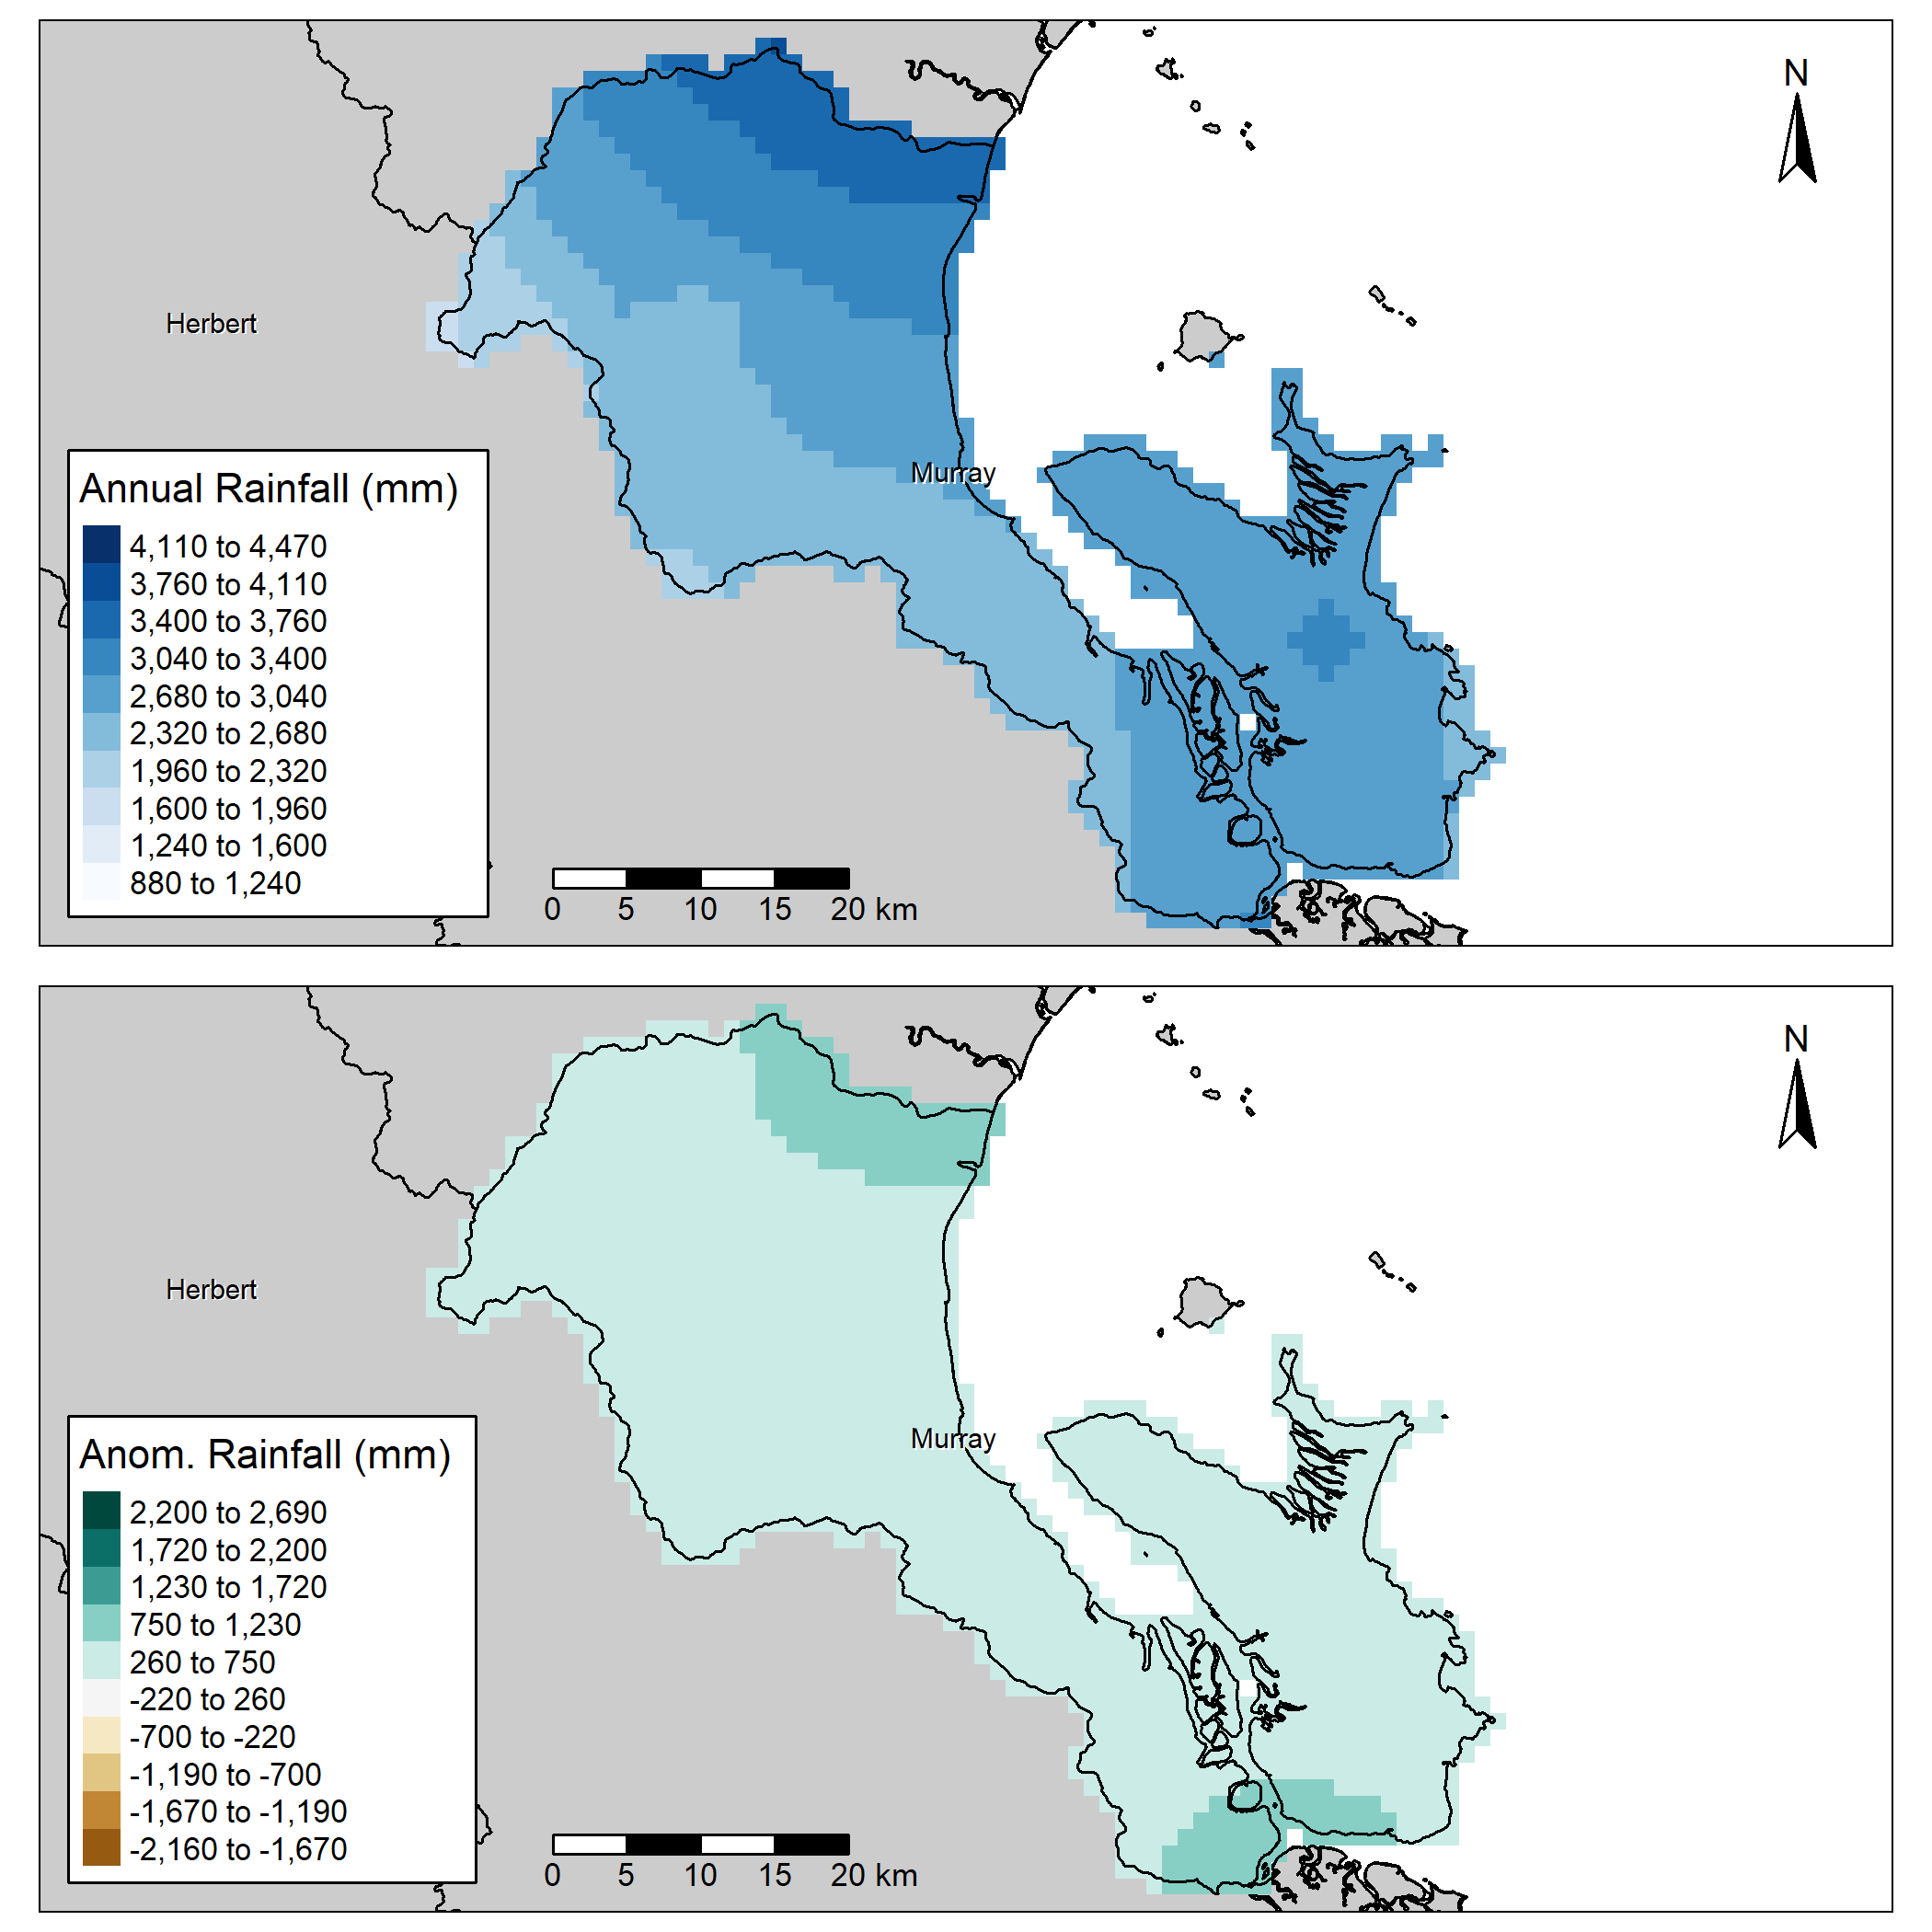 N
Herbert
Murray
Annual Rainfall (mm)
4,110 to 4,470
3,760 to 4,110
3,400 to 3,760
3,040 to 3,400
2,680 to 3,040
2,320 to 2,680
1,960 to 2,320
1,600 to 1,960
1,240 to 1,600
880 to 1,240
0 5 10 15 20 km
N
Herbert
Murray
Anom. Rainfall (mm)
2,200 to 2,690
1,720 to 2,200
1,230 to 1,720
750 to 1,230
260 to 750
-220 to 260
-700 to -220
-1,190 to -700
-1,670 to -1,190
-2,160 to -1,670
0 5 10 15 20 km